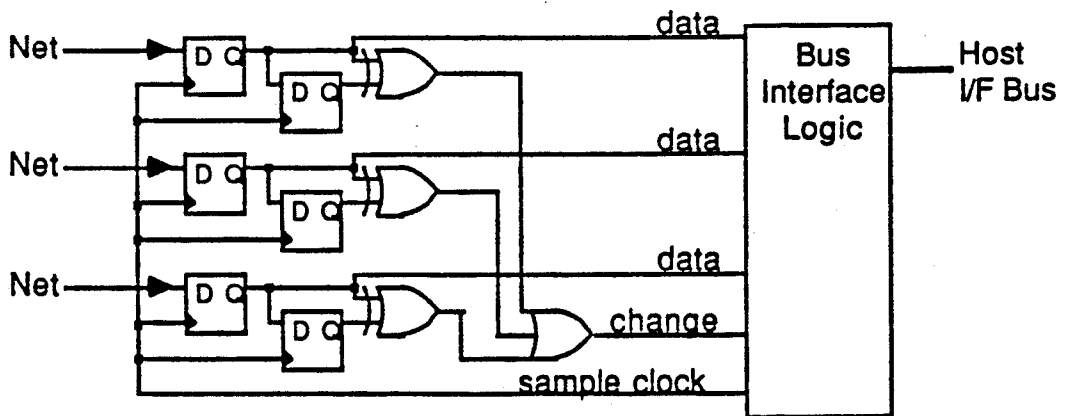 Net
D Q
D Q
data
Bus
Interface
Logic
Host
I/F Bus
Net
D Q
D Q
data
Net
D Q
D Q
data
change
sample clock